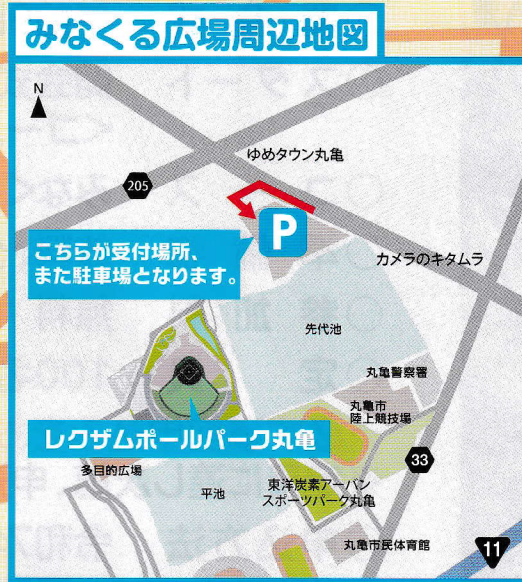 みなくる広場周辺地図
N
ゆめタウン丸亀
205
P
こちらが受付場所、
また駐車場となります。
カメラのキタムラ
先代池
丸亀警察署
丸亀市
陸上競技場
レクザムボールパーク丸亀
33
多目的広場
平池
東洋炭素アーバン
スポーツパーク丸亀
丸亀市民体育館
11